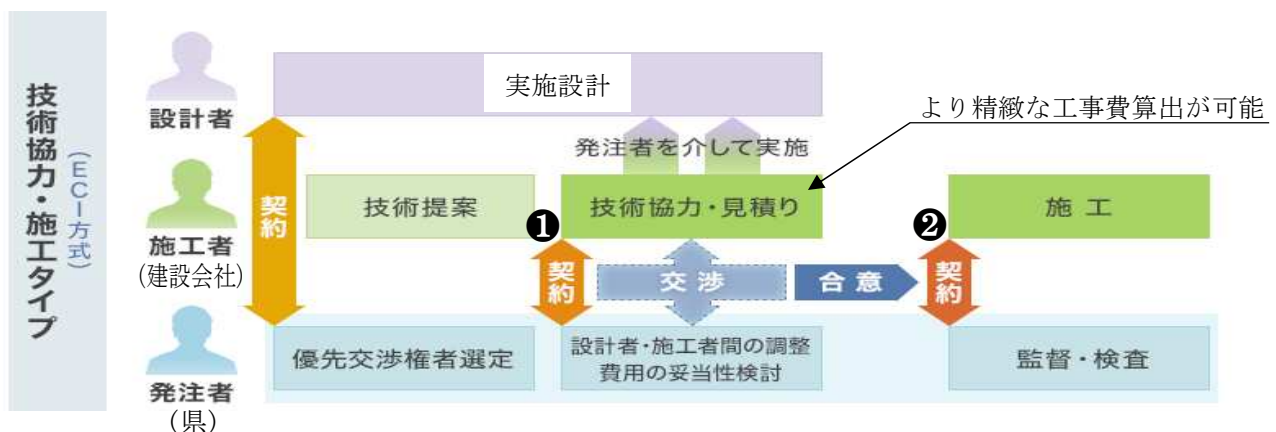 技術協力・施工タイプ
(ECI方式)
設計者
実施設計
より精緻な工事費算出が可能
発注者を介して実施
契約
技術提案
技術協力・見積り
施工
施工者
(建設会社)
❶
契約
交渉
合意
❷
契約
優先交渉権者選定
設計者・施工者間の調整
費用の妥当性検討
監督・検査
発注者
(県)